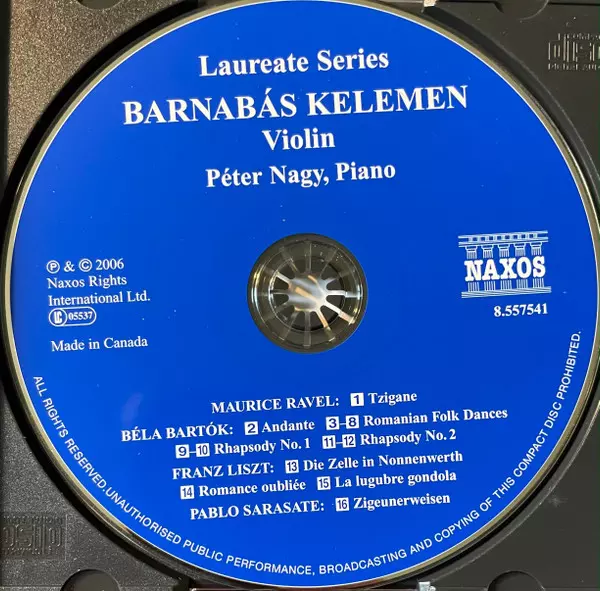 Laureate Series
BARNABÁS KELEMEN
Violin
Péter Nagy, Piano
℗ & © 2006
Naxos Rights
International Ltd.
LC 05537
Made in Canada
NAXOS
8.557541
MAURICE RAVEL: 1 Tzigane
BÉLA BARTÓK: 2 Andante 3–8 Romanian Folk Dances
9–10 Rhapsody No. 1 11–12 Rhapsody No. 2
FRANZ LISZT: 13 Die Zelle in Nonnenwerth
14 Romance oubliée 15 La lugubre gondola
PABLO SARASATE: 16 Zigeunerweisen
ALL RIGHTS RESERVED. UNAUTHORISED PUBLIC PERFORMANCE, BROADCASTING AND COPYING OF THIS COMPACT DISC PROHIBITED.